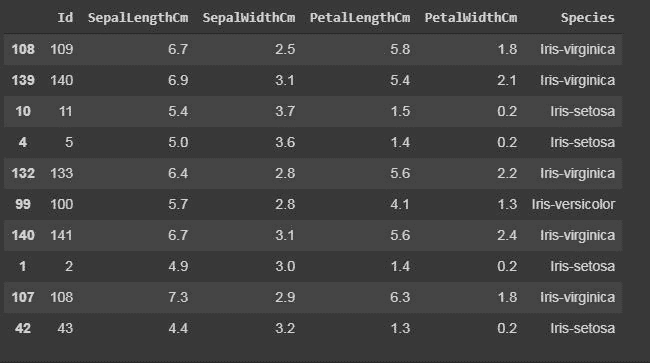 Id SepalLengthCm SepalWidthCm PetalLengthCm PetalWidthCm Species
108 109 6.7 2.5 5.8 1.8 Iris-virginica
139 140 6.9 3.1 5.4 2.1 Iris-virginica
10 11 5.4 3.7 1.5 0.2 Iris-setosa
4 5 5.0 3.6 1.4 0.2 Iris-setosa
132 133 6.4 2.8 5.6 2.2 Iris-virginica
99 100 5.7 2.8 4.1 1.3 Iris-versicolor
140 141 6.7 3.1 5.6 2.4 Iris-virginica
1 2 4.9 3.0 1.4 0.2 Iris-setosa
107 108 7.3 2.9 6.3 1.8 Iris-virginica
42 43 4.4 3.2 1.3 0.2 Iris-setosa